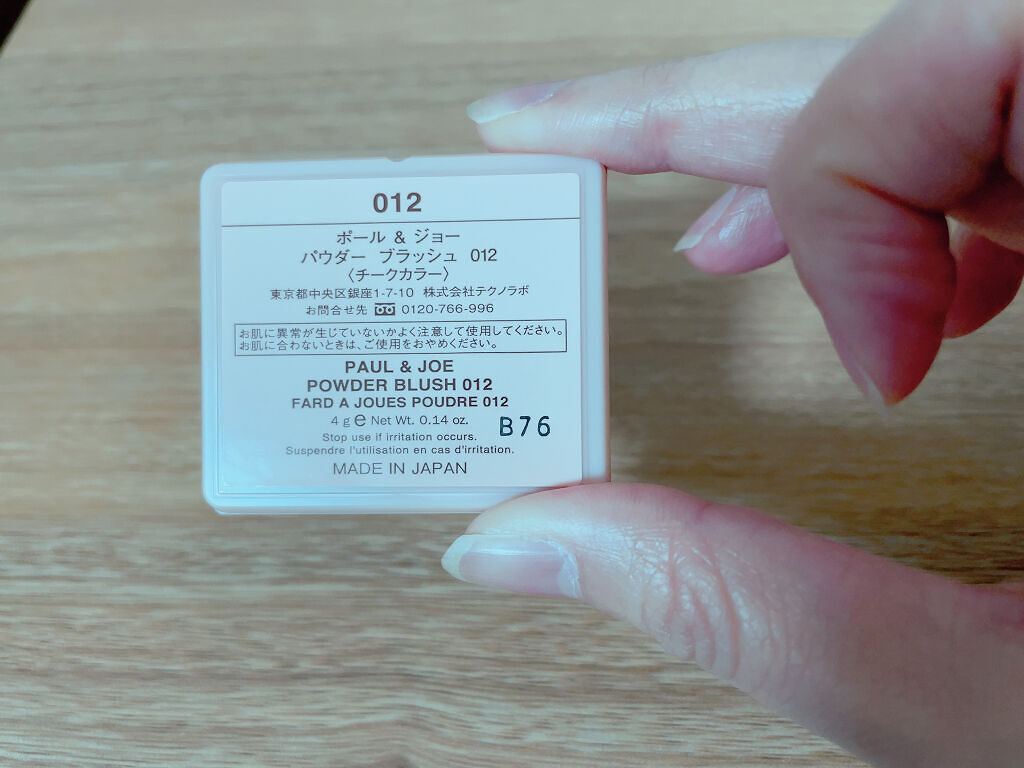 012
ポール & ジョー
パウダー ブラッシュ 012
〈チークカラー〉
東京都中央区銀座1-7-10 株式会社テクノラボ
お問合せ先 0120-766-996
お肌に異常が生じていないかよく注意して使用してください。
お肌に合わないときは、ご使用をおやめください。
PAUL & JOE
POWDER BLUSH 012
FARD A JOUES POUDRE 012
4 g ℮ Net Wt. 0.14 oz.
B76
Stop use if irritation occurs.
Suspendre l'utilisation en cas d'irritation.
MADE IN JAPAN